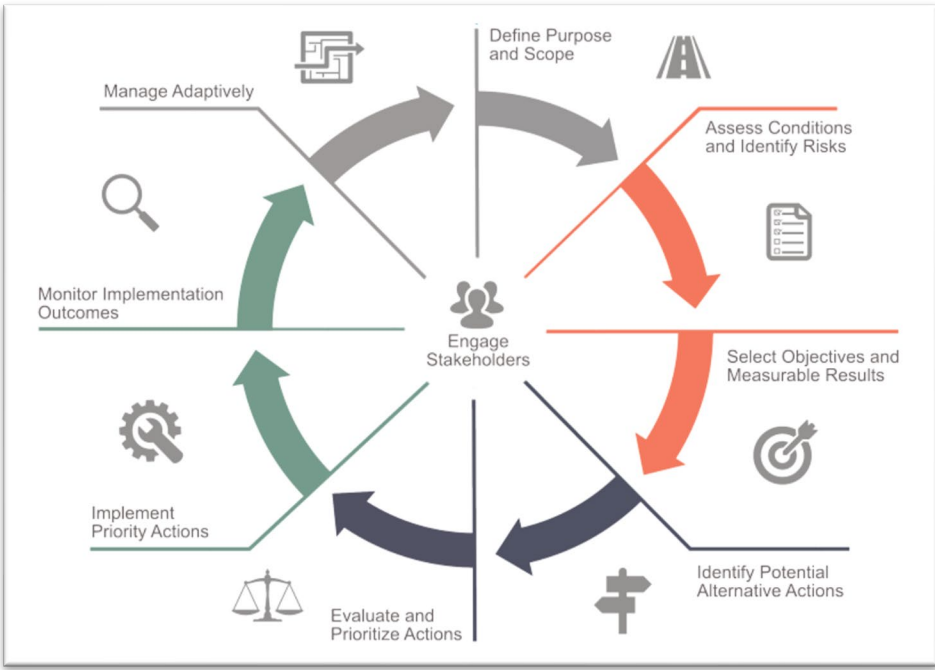 Define Purpose
and Scope
Assess Conditions
and Identify Risks
Select Objectives and
Measurable Results
Identify Potential
Alternative Actions
Evaluate and
Prioritize Actions
Implement
Priority Actions
Monitor Implementation
Outcomes
Manage Adaptively
Engage
Stakeholders